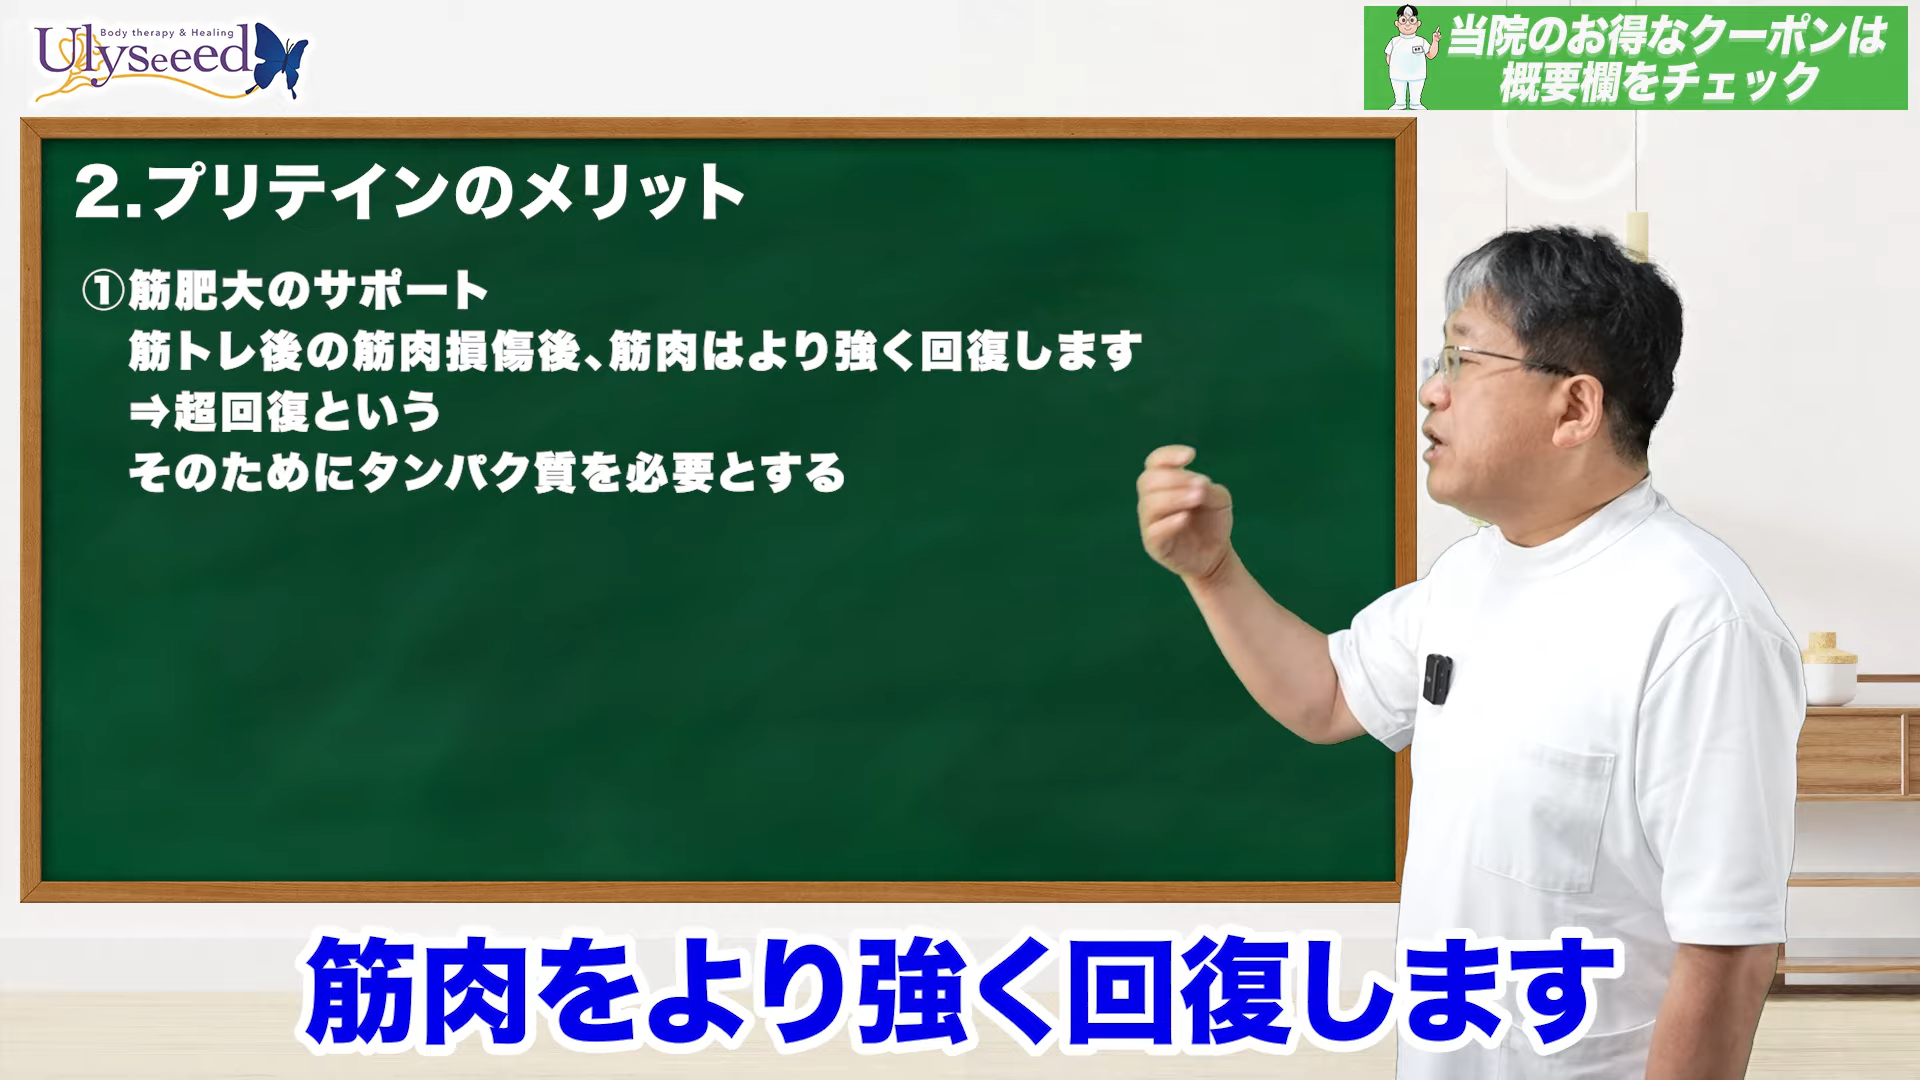 Body therapy & Healing
Ulyseeed
当院のお得なクーポンは
概要欄をチェック
2.プリテインのメリット
①筋肥大のサポート
筋トレ後の筋肉損傷後、筋肉はより強く回復します
⇒超回復という
そのためにタンパク質を必要とする
筋肉をより強く回復します